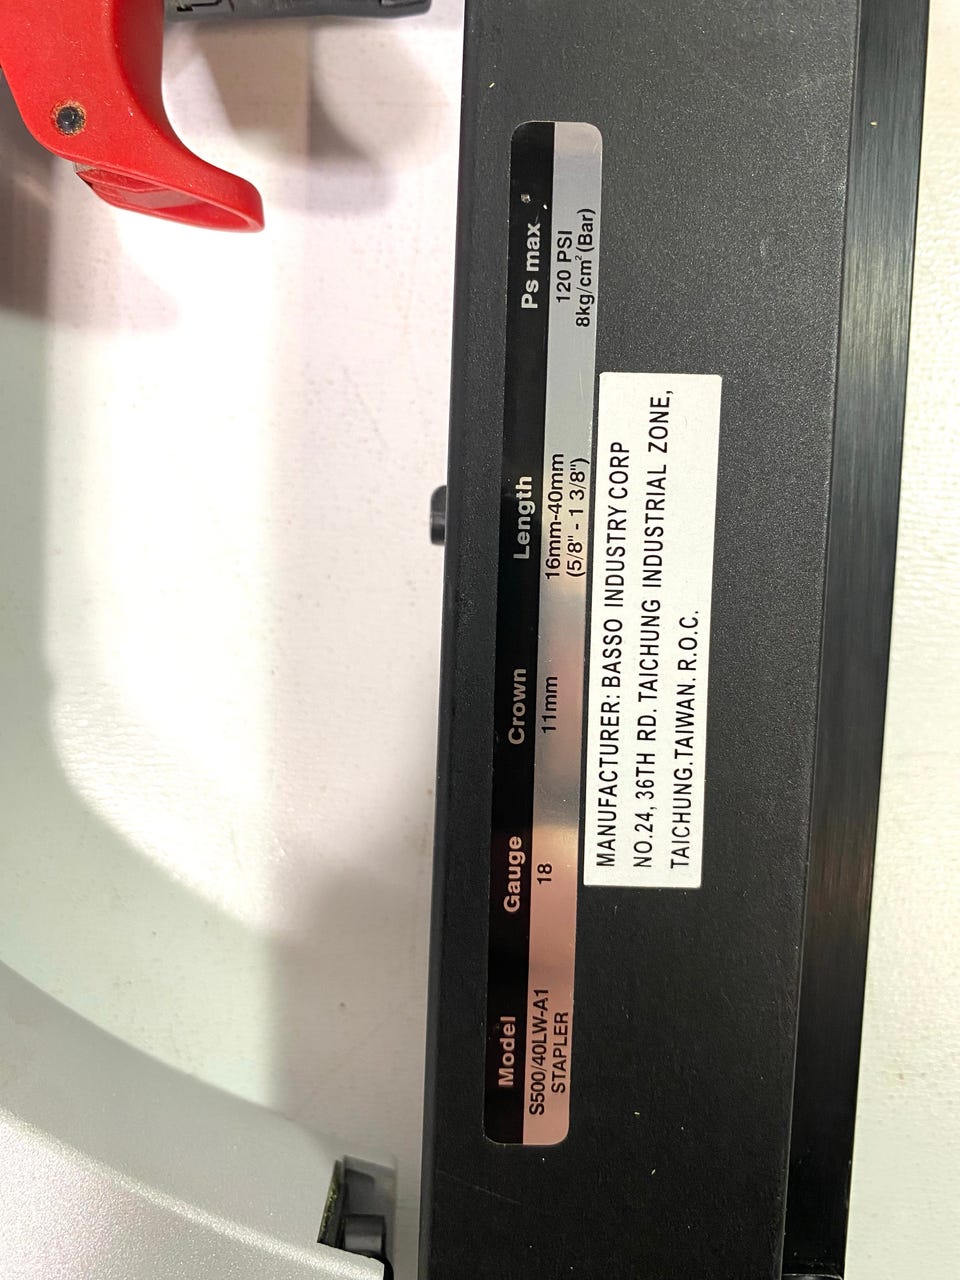 Model Gauge Crown Length Ps max
S500/40LW-A1 18 11mm 16mm-40mm 120 PSI
STAPLER (5/8" - 1 3/8") 8kg/cm²(Bar)
MANUFACTURER: BASSO INDUSTRY CORP
NO.24, 36TH RD. TAICHUNG INDUSTRIAL ZONE,
TAICHUNG.TAIWAN. R.O.C.